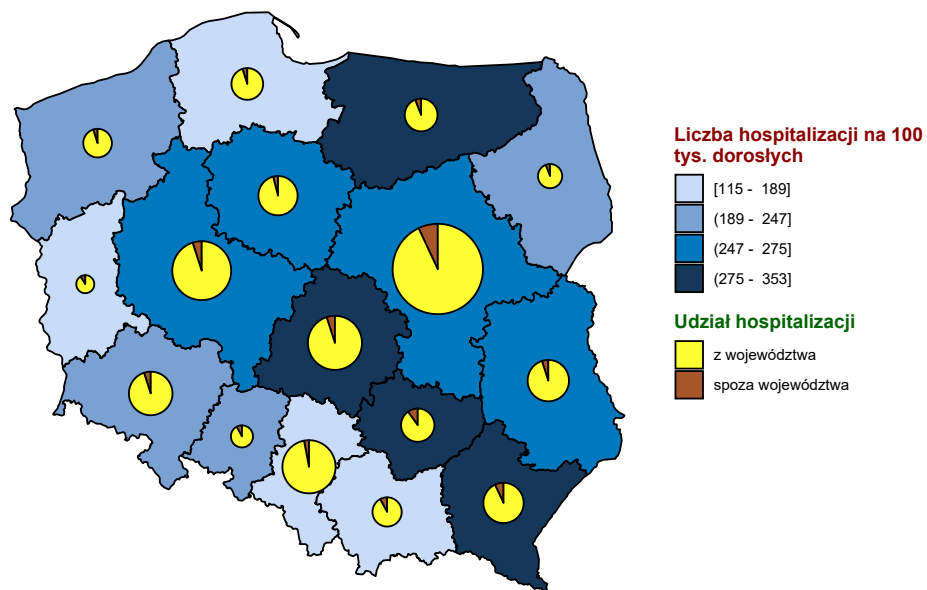 Liczba hospitalizacji na 100
tys. dorosłych
[115 - 189]
(189 - 247]
(247 - 275]
(275 - 353]
Udział hospitalizacji
z województwa
spoza województwa